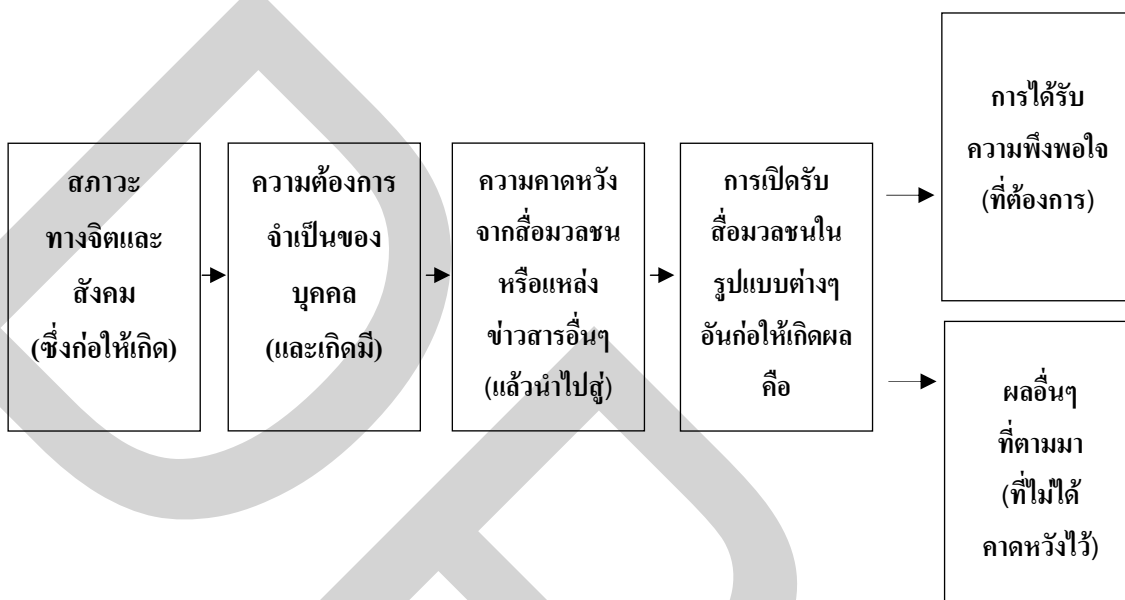 สภาวะ
ทางจิตและ
สังคม
(ซึ่งก่อให้เกิด)
ความต้องการ
จำเป็นของ
บุคคล
(และเกิดมี)
ความคาดหวัง
จากสื่อมวลชน
หรือแหล่ง
ข่าวสารอื่นๆ
(แล้วนำไปสู่)
การเปิดรับ
สื่อมวลชนใน
รูปแบบต่างๆ
อันก่อให้เกิดผล
คือ
การได้รับ
ความพึงพอใจ
(ที่ต้องการ)
ผลอื่นๆ
ที่ตามมา
(ที่ไม่ได้
คาดหวังไว้)